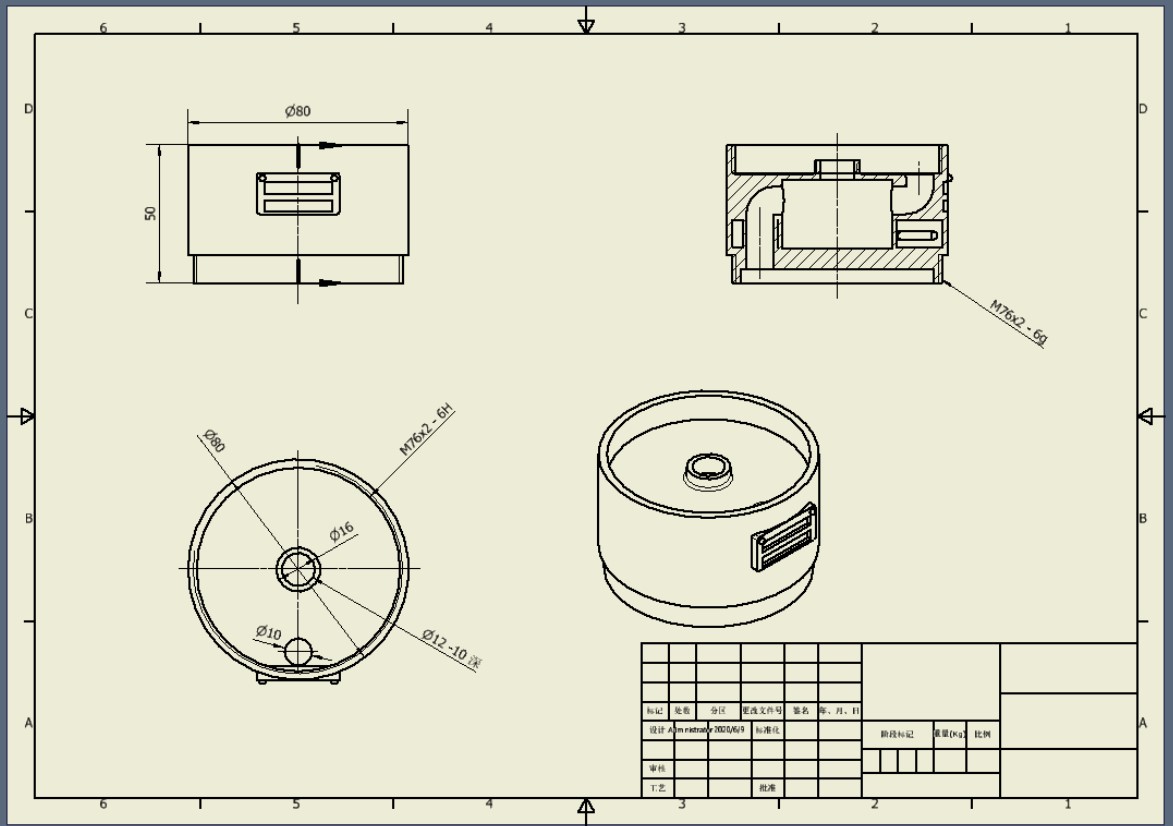 6 5 4 3 2 1
D D
Ø80
50
M76x2 - 6g
C C
Ø80
M76x2 - 6H
Ø16
B B
Ø10
Ø12 -10 深
标记 处数 分区 更改文件号 签名 年、月、日
A A
设计 Administrator 2020/6/9 标准化
阶段标记 重量(Kg) 比例
审核
工艺 批准
6 5 4 3 2 1